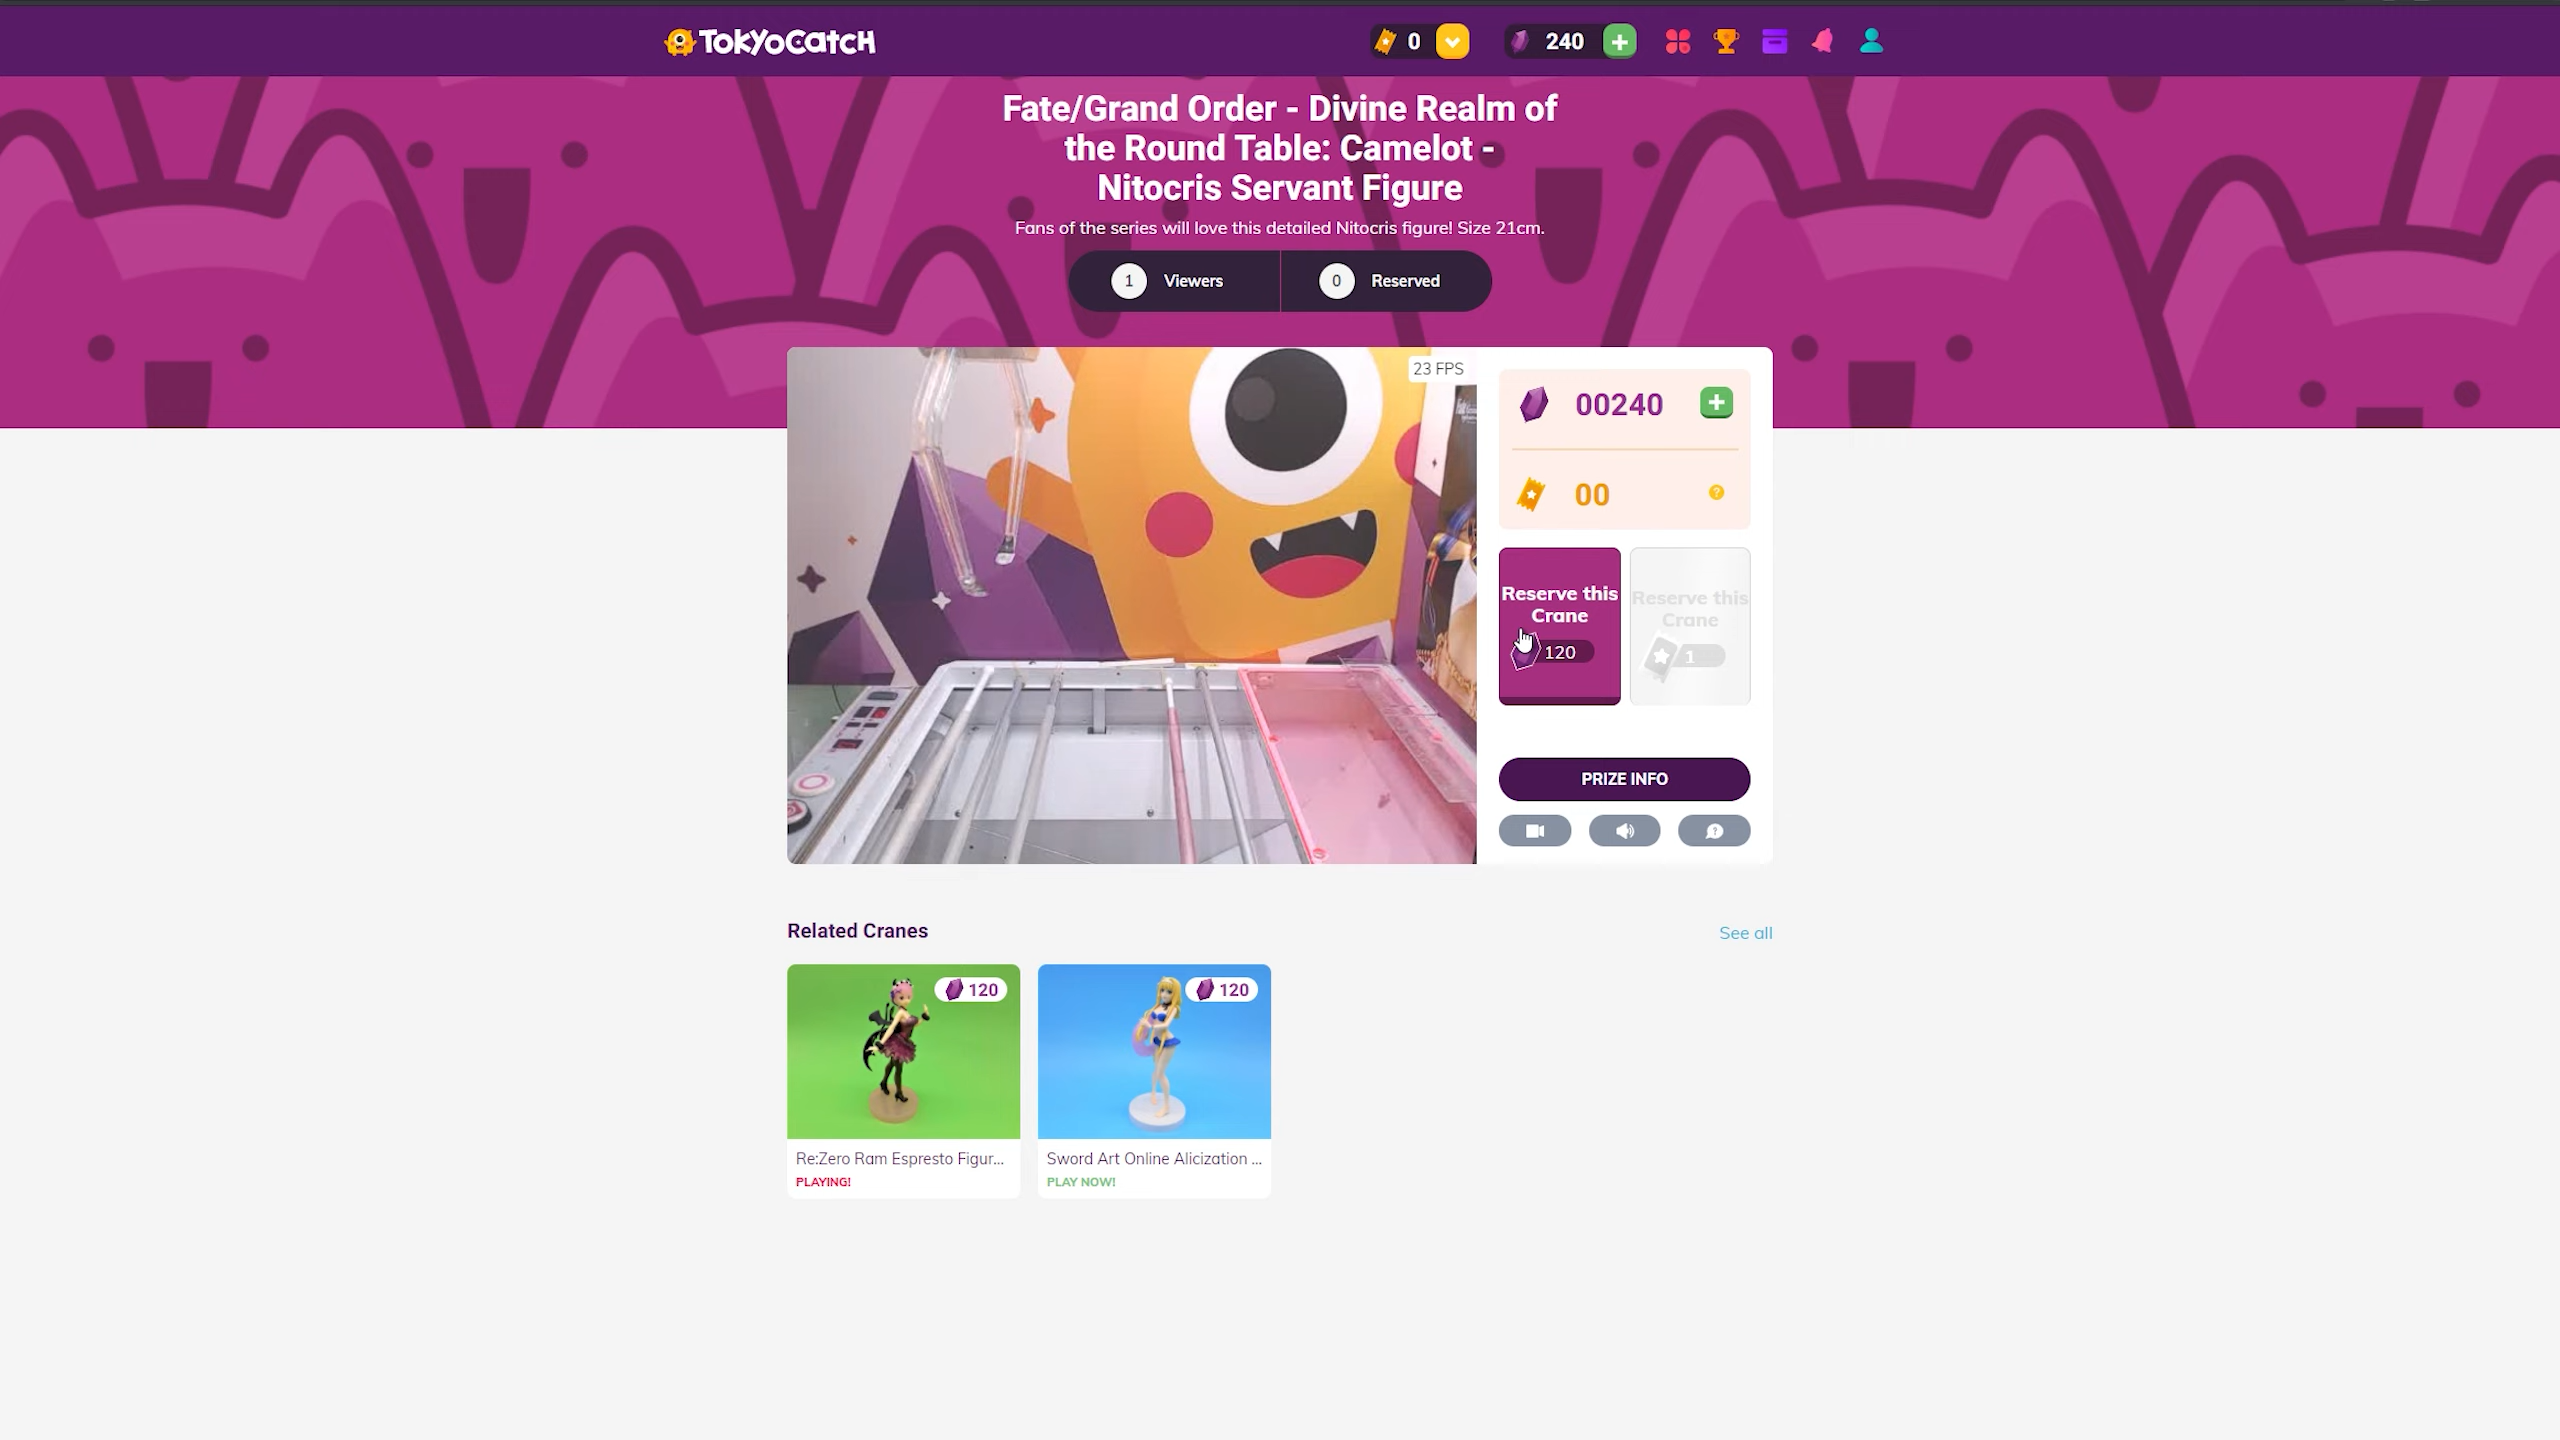 TOKYOCATCH
0
240
Fate/Grand Order - Divine Realm of
the Round Table: Camelot -
Nitocris Servant Figure
Fans of the series will love this detailed Nitocris figure! Size 21cm.
1 Viewers
0 Reserved
23 FPS
00240
00
Reserve this
Crane
120
Reserve this
Crane
1
PRIZE INFO
Related Cranes
See all
120
120
Re:Zero Ram Espresto Figur...
PLAYING!
Sword Art Online Alicization ...
PLAY NOW!